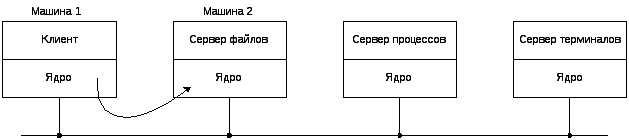 Машина 1
Машина 2
Клиент
Сервер файлов
Сервер процессов
Сервер терминалов
Ядро
Ядро
Ядро
Ядро